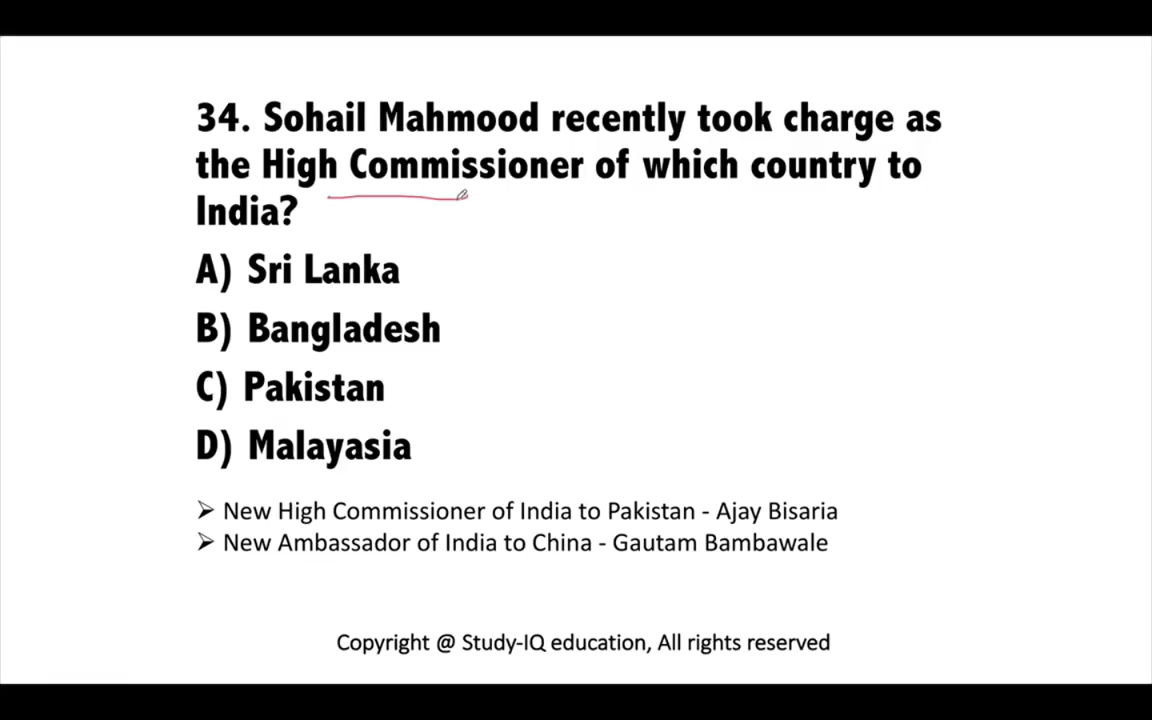 34. Sohail Mahmood recently took charge as
the High Commissioner of which country to
India?
A) Sri Lanka
B) Bangladesh
C) Pakistan
D) Malayasia
➢ New High Commissioner of India to Pakistan - Ajay Bisaria
➢ New Ambassador of India to China - Gautam Bambawale
Copyright @ Study-IQ education, All rights reserved